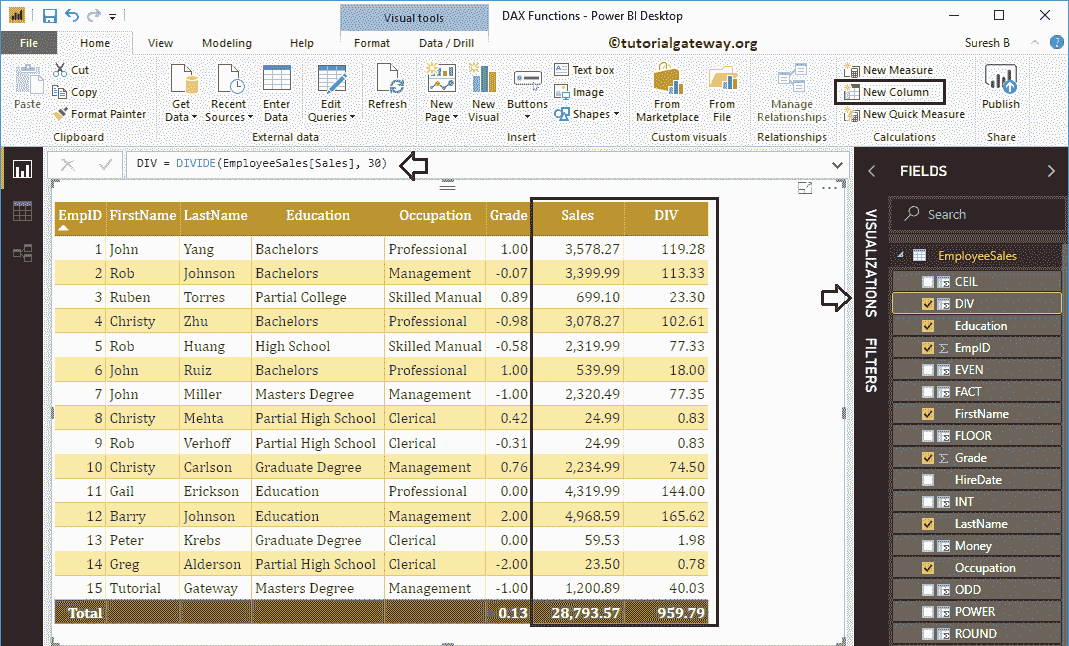 Visual tools
DAX Functions - Power BI Desktop
File Home View Modeling Help Format Data / Drill
©tutorialgateway.org
Suresh B
Paste
Cut
Copy
Format Painter
Clipboard
Get Data
Recent Sources
Enter Data
Edit Queries
External data
Refresh
New Page
New Visual
Buttons
Text box
Image
Shapes
Insert
From Marketplace
From File
Custom visuals
Manage Relationships
Relationships
New Measure
New Column
New Quick Measure
Calculations
Publish
Share
DIV = DIVIDE(EmployeeSales[Sales], 30)
EmpID FirstName LastName Education Occupation Grade Sales DIV
1 John Yang Bachelors Professional 1.00 3,578.27 119.28
2 Rob Johnson Bachelors Management -0.07 3,399.99 113.33
3 Ruben Torres Partial College Skilled Manual 0.89 699.10 23.30
4 Christy Zhu Bachelors Professional -0.98 3,078.27 102.61
5 Rob Huang High School Skilled Manual -0.58 2,319.99 77.33
6 John Ruiz Bachelors Professional 1.00 539.99 18.00
7 John Miller Masters Degree Management -1.00 2,320.49 77.35
8 Christy Mehta Partial High School Clerical 0.42 24.99 0.83
9 Rob Verhoff Partial High School Clerical -0.31 24.99 0.83
10 Christy Carlson Graduate Degree Management 0.76 2,234.99 74.50
11 Gail Erickson Education Professional 0.00 4,319.99 144.00
12 Barry Johnson Education Management 2.00 4,968.59 165.62
13 Peter Krebs Graduate Degree Clerical 0.00 59.53 1.98
14 Greg Alderson Partial High School Clerical -2.00 23.50 0.78
15 Tutorial Gateway Masters Degree Management -1.00 1,200.89 40.03
Total 0.13 28,793.57 959.79
VISUALIZATIONS
FILTERS
FIELDS
Search
EmployeeSales
CEIL
DIV
Education
EmpID
EVEN
FACT
FirstName
FLOOR
Grade
HireDate
INT
LastName
Money
Occupation
ODD
POWER
ROUND